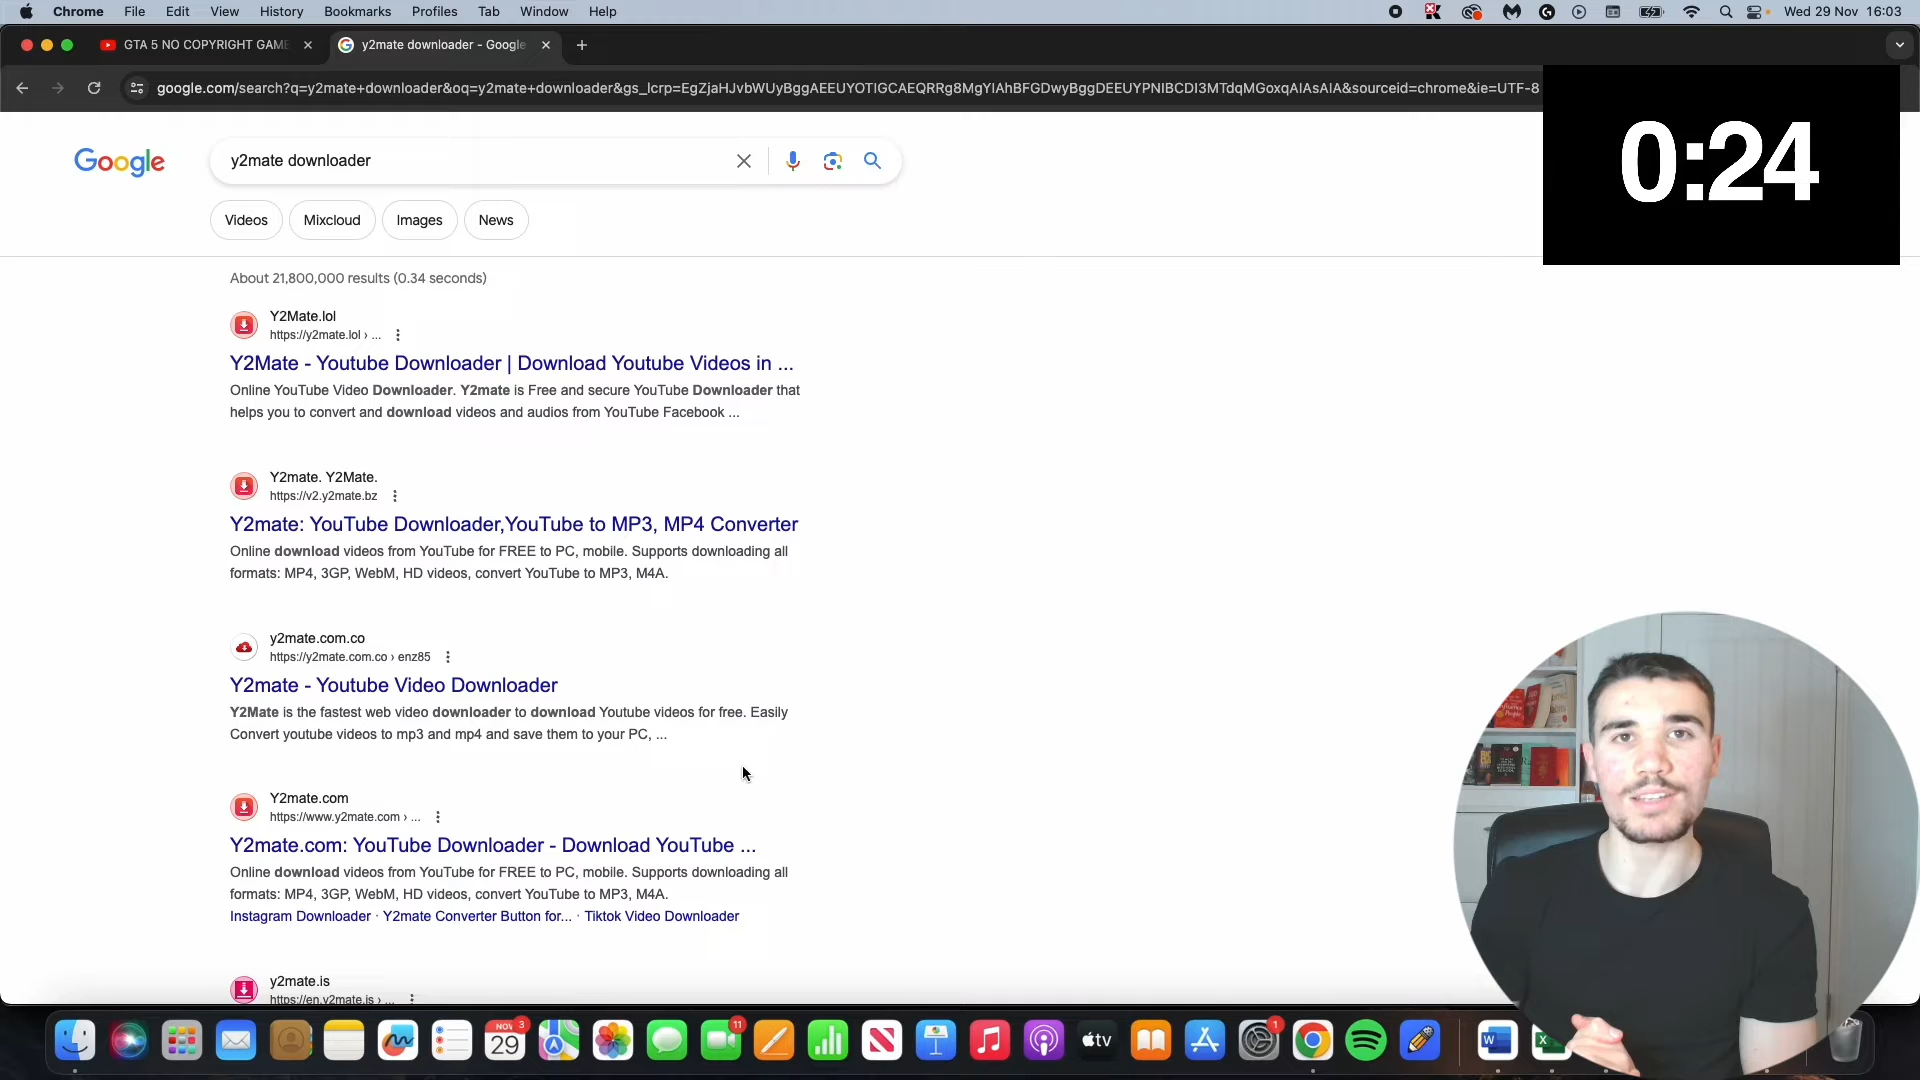 Chrome File Edit View History Bookmarks Profiles Tab Window Help Wed 29 Nov 16:03
GTA 5 NO COPYRIGHT GAME
y2mate downloader - Google
google.com/search?q=y2mate+downloader&oq=y2mate+downloader&gs_lcrp=EgZjaHJvbWUyBggAEEUYOTIGCAEQRRg8MgYIAhBFGDwyBggDEEUYPNIBCDI3MTdqMGoxqAIAsAIA&sourceid=chrome&ie=UTF-8
0:24
Google
y2mate downloader
Videos
Mixcloud
Images
News
About 21,800,000 results (0.34 seconds)
Y2Mate.lol
https://y2mate.lol › ...
Y2Mate - Youtube Downloader | Download Youtube Videos in ...
Online YouTube Video Downloader. Y2mate is Free and secure YouTube Downloader that
helps you to convert and download videos and audios from YouTube Facebook ...
Y2mate. Y2Mate.
https://v2.y2mate.bz
Y2mate: YouTube Downloader,YouTube to MP3, MP4 Converter
Online download videos from YouTube for FREE to PC, mobile. Supports downloading all
formats: MP4, 3GP, WebM, HD videos, convert YouTube to MP3, M4A.
y2mate.com.co
https://y2mate.com.co › enz85
Y2mate - Youtube Video Downloader
Y2Mate is the fastest web video downloader to download Youtube videos for free. Easily
Convert youtube videos to mp3 and mp4 and save them to your PC, ...
Y2mate.com
https://www.y2mate.com › ...
Y2mate.com: YouTube Downloader - Download YouTube ...
Online download videos from YouTube for FREE to PC, mobile. Supports downloading all
formats: MP4, 3GP, WebM, HD videos, convert YouTube to MP3, M4A.
Instagram Downloader · Y2mate Converter Button for... · Tiktok Video Downloader
y2mate.is
https://en.y2mate.is › ...
NOV 3
29
11
tv
1
W
X